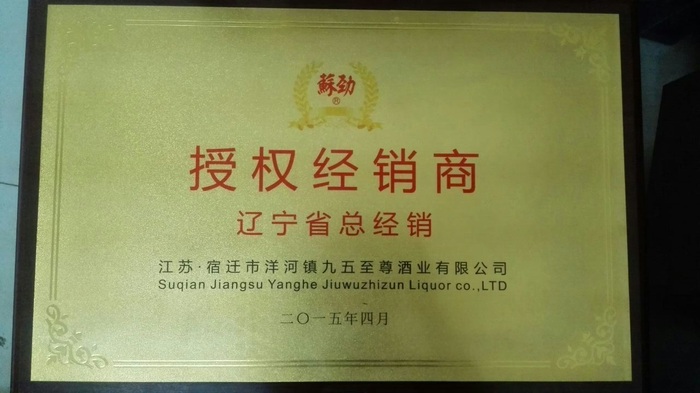 蘇劲
®
授权经销商
辽宁省总经销
江苏·宿迁市洋河镇九五至尊酒业有限公司
Suqian Jiangsu Yanghe Jiuwuzhizun Liquor co.,LTD
二〇一五年四月